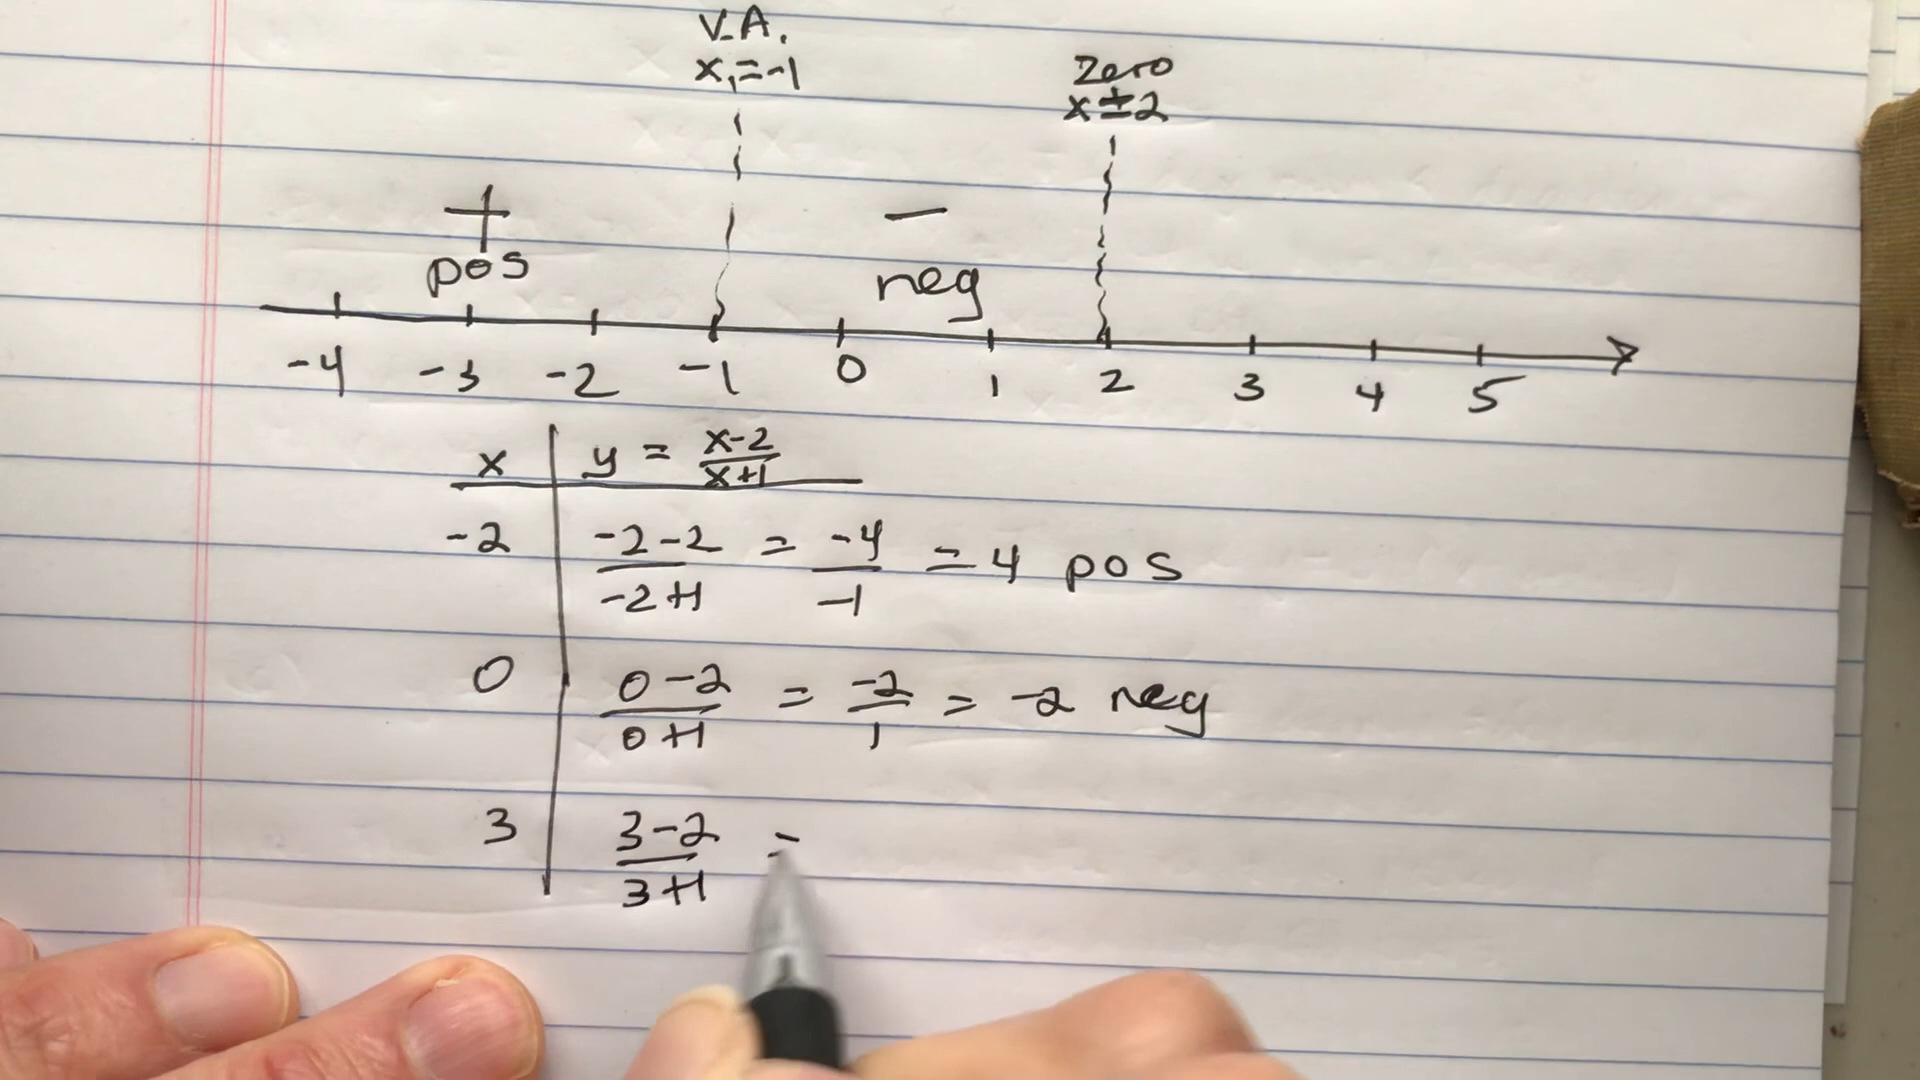 V.A.
x=-1
zero
x=2
+
−
pos
neg
-4 -3 -2 -1 0 1 2 3 4 5
x y = x-2/x+1
-2 -2-2/-2+1 = -4/-1 = 4 pos
0 0-2/0+1 = -2/1 = -2 neg
3 3-2/3+1 =